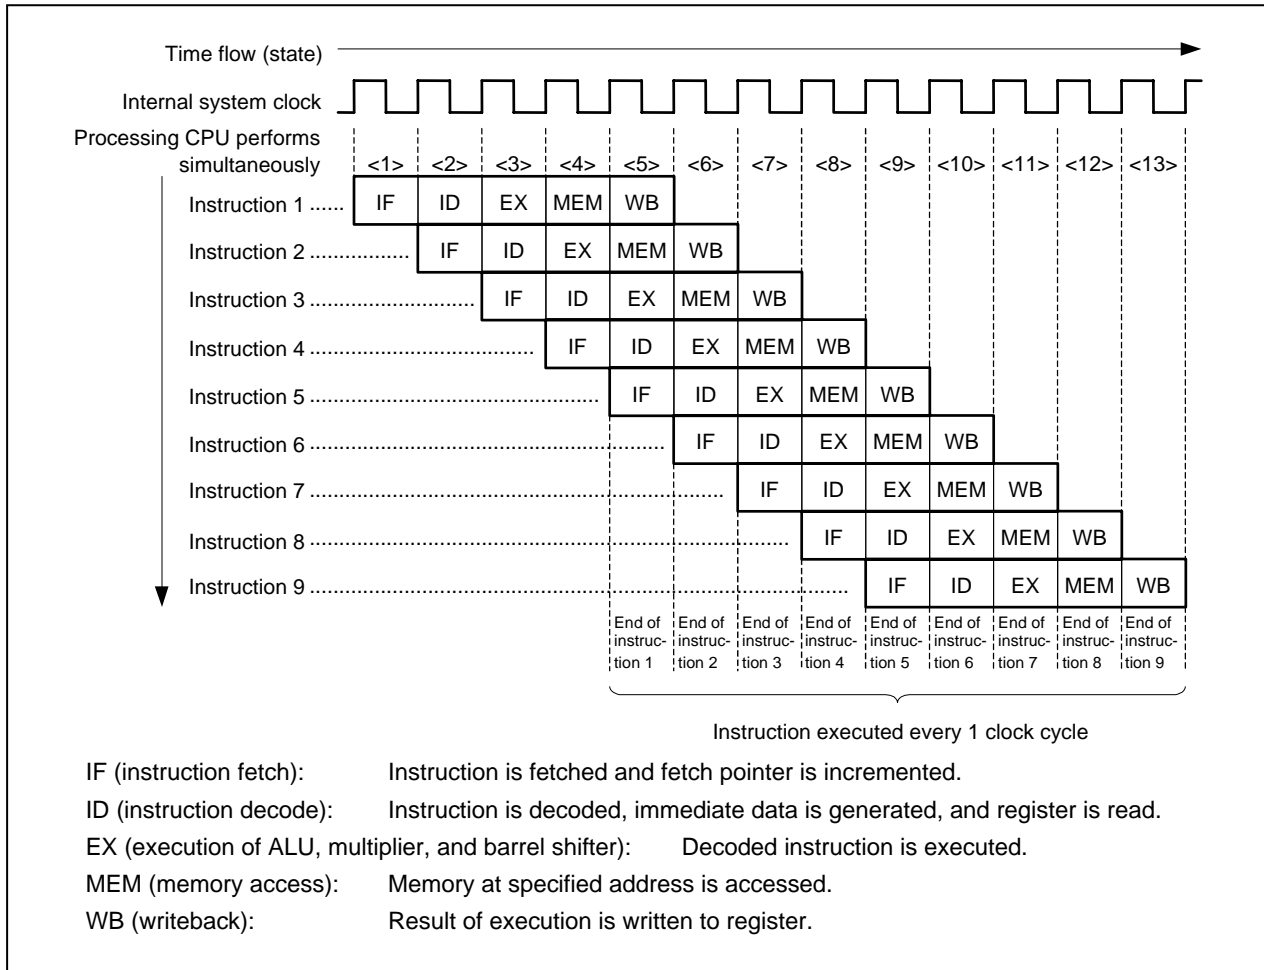 Time flow (state)
Internal system clock
Processing CPU performs
simultaneously <1> <2> <3> <4> <5> <6> <7> <8> <9> <10> <11> <12> <13>
Instruction 1 ...... IF ID EX MEM WB
Instruction 2 ................. IF ID EX MEM WB
Instruction 3 ............................ IF ID EX MEM WB
Instruction 4 ...................................... IF ID EX MEM WB
Instruction 5 ................................................. IF ID EX MEM WB
Instruction 6 ............................................................ IF ID EX MEM WB
Instruction 7 ...................................................................... IF ID EX MEM WB
Instruction 8 ................................................................................. IF ID EX MEM WB
Instruction 9 ........................................................................................... IF ID EX MEM WB
End of End of End of End of End of End of End of End of End of
instruc- instruc- instruc- instruc- instruc- instruc- instruc- instruc- instruc-
tion 1 tion 2 tion 3 tion 4 tion 5 tion 6 tion 7 tion 8 tion 9
Instruction executed every 1 clock cycle
IF (instruction fetch): Instruction is fetched and fetch pointer is incremented.
ID (instruction decode): Instruction is decoded, immediate data is generated, and register is read.
EX (execution of ALU, multiplier, and barrel shifter): Decoded instruction is executed.
MEM (memory access): Memory at specified address is accessed.
WB (writeback): Result of execution is written to register.